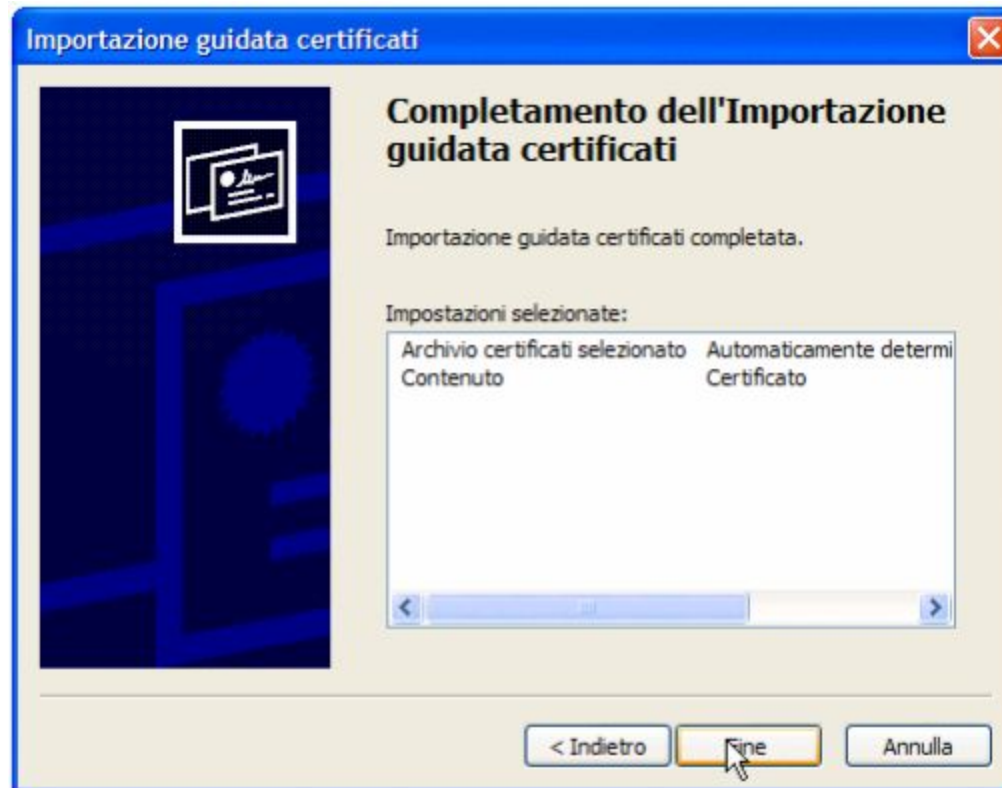 Importazione guidata certificati
Completamento dell'Importazione
guidata certificati
Importazione guidata certificati completata.
Impostazioni selezionate:
Archivio certificati selezionato Automaticamente determi
Contenuto Certificato
< Indietro Fine Annulla